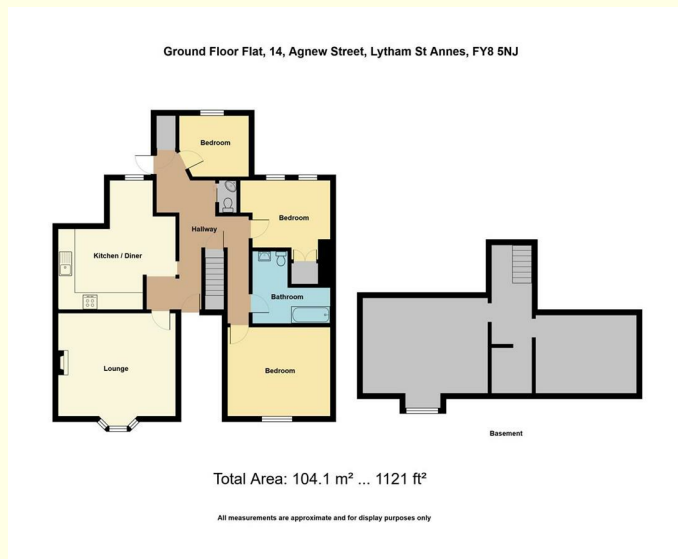 Ground Floor Flat, 14, Agnew Street, Lytham St Annes, FY8 5NJ
Bedroom
Bedroom
Hallway
Kitchen / Diner
Bathroom
Lounge
Bedroom
Basement
Total Area: 104.1 m² ... 1121 ft²
All measurements are approximate and for display purposes only